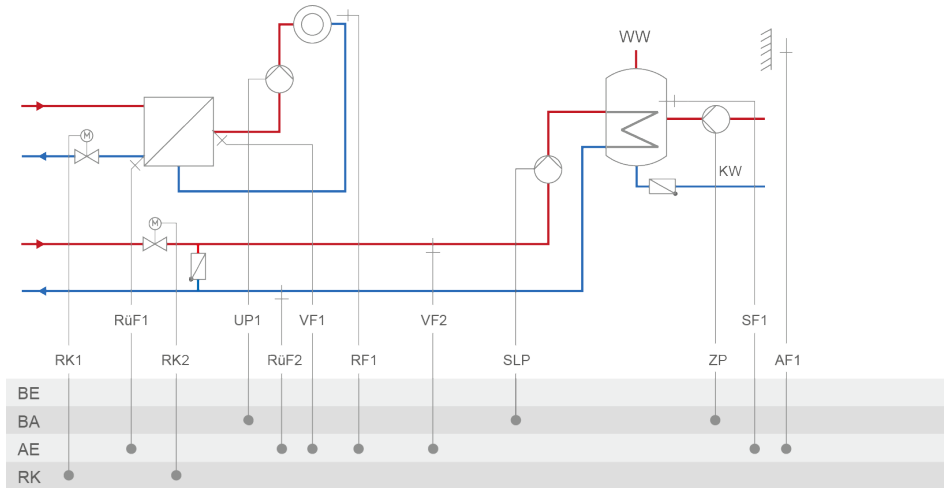 WW
M
KW
M
RüF1 UP1 VF1 VF2 SF1
RK1 RK2 RüF2 RF1 SLP ZP AF1
BE
BA
AE
RK